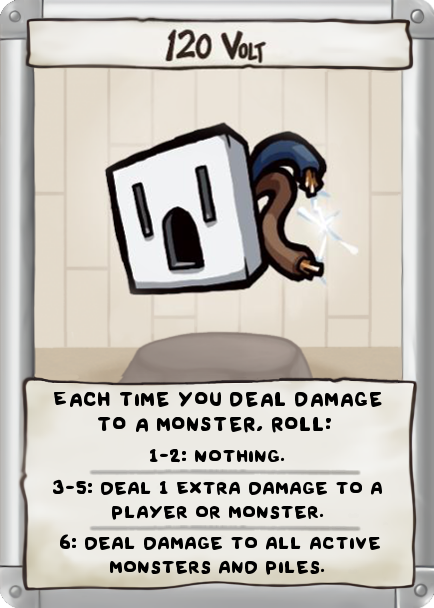 120 Volt
Each time you deal damage
to a monster, roll:
1-2: Nothing.
3-5: Deal 1 extra damage to a
player or monster.
6: Deal damage to all active
monsters and piles.